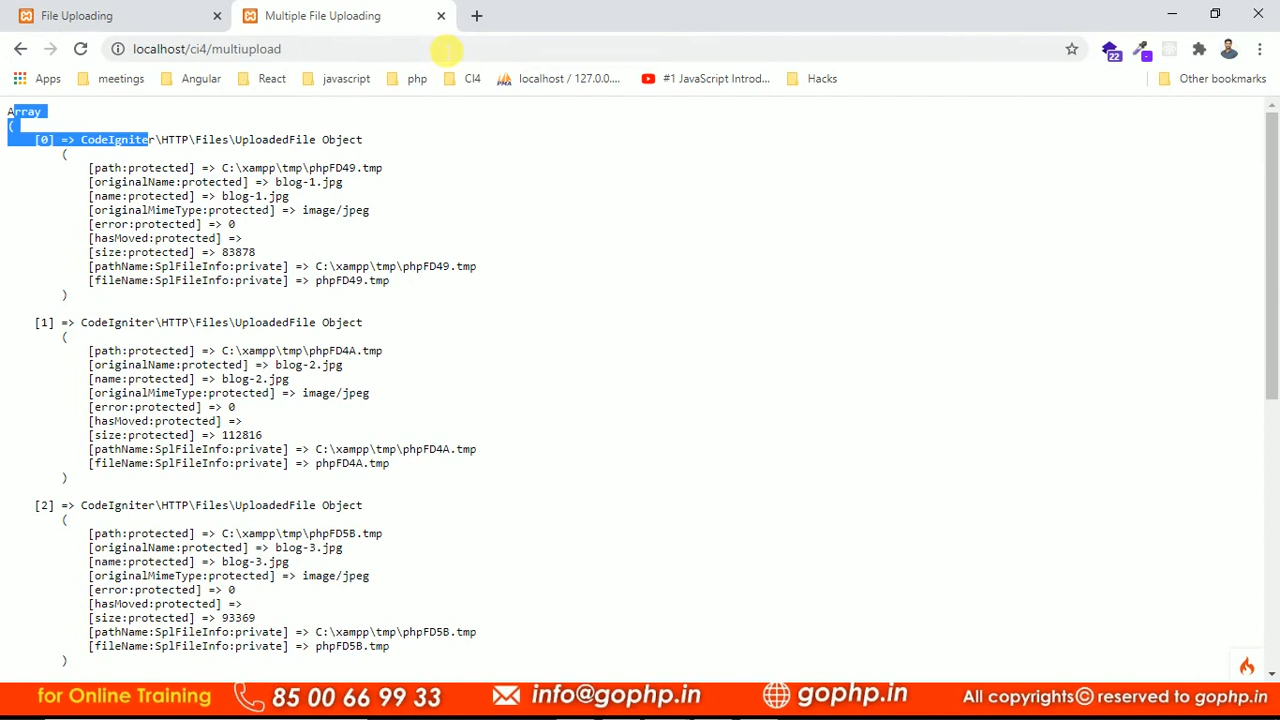 File Uploading
Multiple File Uploading
localhost/ci4/multiupload
22
Apps
meetings
Angular
React
javascript
php
CI4
PMA
localhost / 127.0.0....
#1 JavaScript Introd...
Hacks
Other bookmarks
Array
(
[0] => CodeIgniter\HTTP\Files\UploadedFile Object
(
[path:protected] => C:\xampp\tmp\phpFD49.tmp
[originalName:protected] => blog-1.jpg
[name:protected] => blog-1.jpg
[originalMimeType:protected] => image/jpeg
[error:protected] => 0
[hasMoved:protected] =>
[size:protected] => 83878
[pathName:SplFileInfo:private] => C:\xampp\tmp\phpFD49.tmp
[fileName:SplFileInfo:private] => phpFD49.tmp
)
[1] => CodeIgniter\HTTP\Files\UploadedFile Object
(
[path:protected] => C:\xampp\tmp\phpFD4A.tmp
[originalName:protected] => blog-2.jpg
[name:protected] => blog-2.jpg
[originalMimeType:protected] => image/jpeg
[error:protected] => 0
[hasMoved:protected] =>
[size:protected] => 112816
[pathName:SplFileInfo:private] => C:\xampp\tmp\phpFD4A.tmp
[fileName:SplFileInfo:private] => phpFD4A.tmp
)
[2] => CodeIgniter\HTTP\Files\UploadedFile Object
(
[path:protected] => C:\xampp\tmp\phpFD5B.tmp
[originalName:protected] => blog-3.jpg
[name:protected] => blog-3.jpg
[originalMimeType:protected] => image/jpeg
[error:protected] => 0
[hasMoved:protected] =>
[size:protected] => 93369
[pathName:SplFileInfo:private] => C:\xampp\tmp\phpFD5B.tmp
[fileName:SplFileInfo:private] => phpFD5B.tmp
)
for Online Training 85 00 66 99 33 info@gophp.in gophp.in All copyrights© reserved to gophp.in